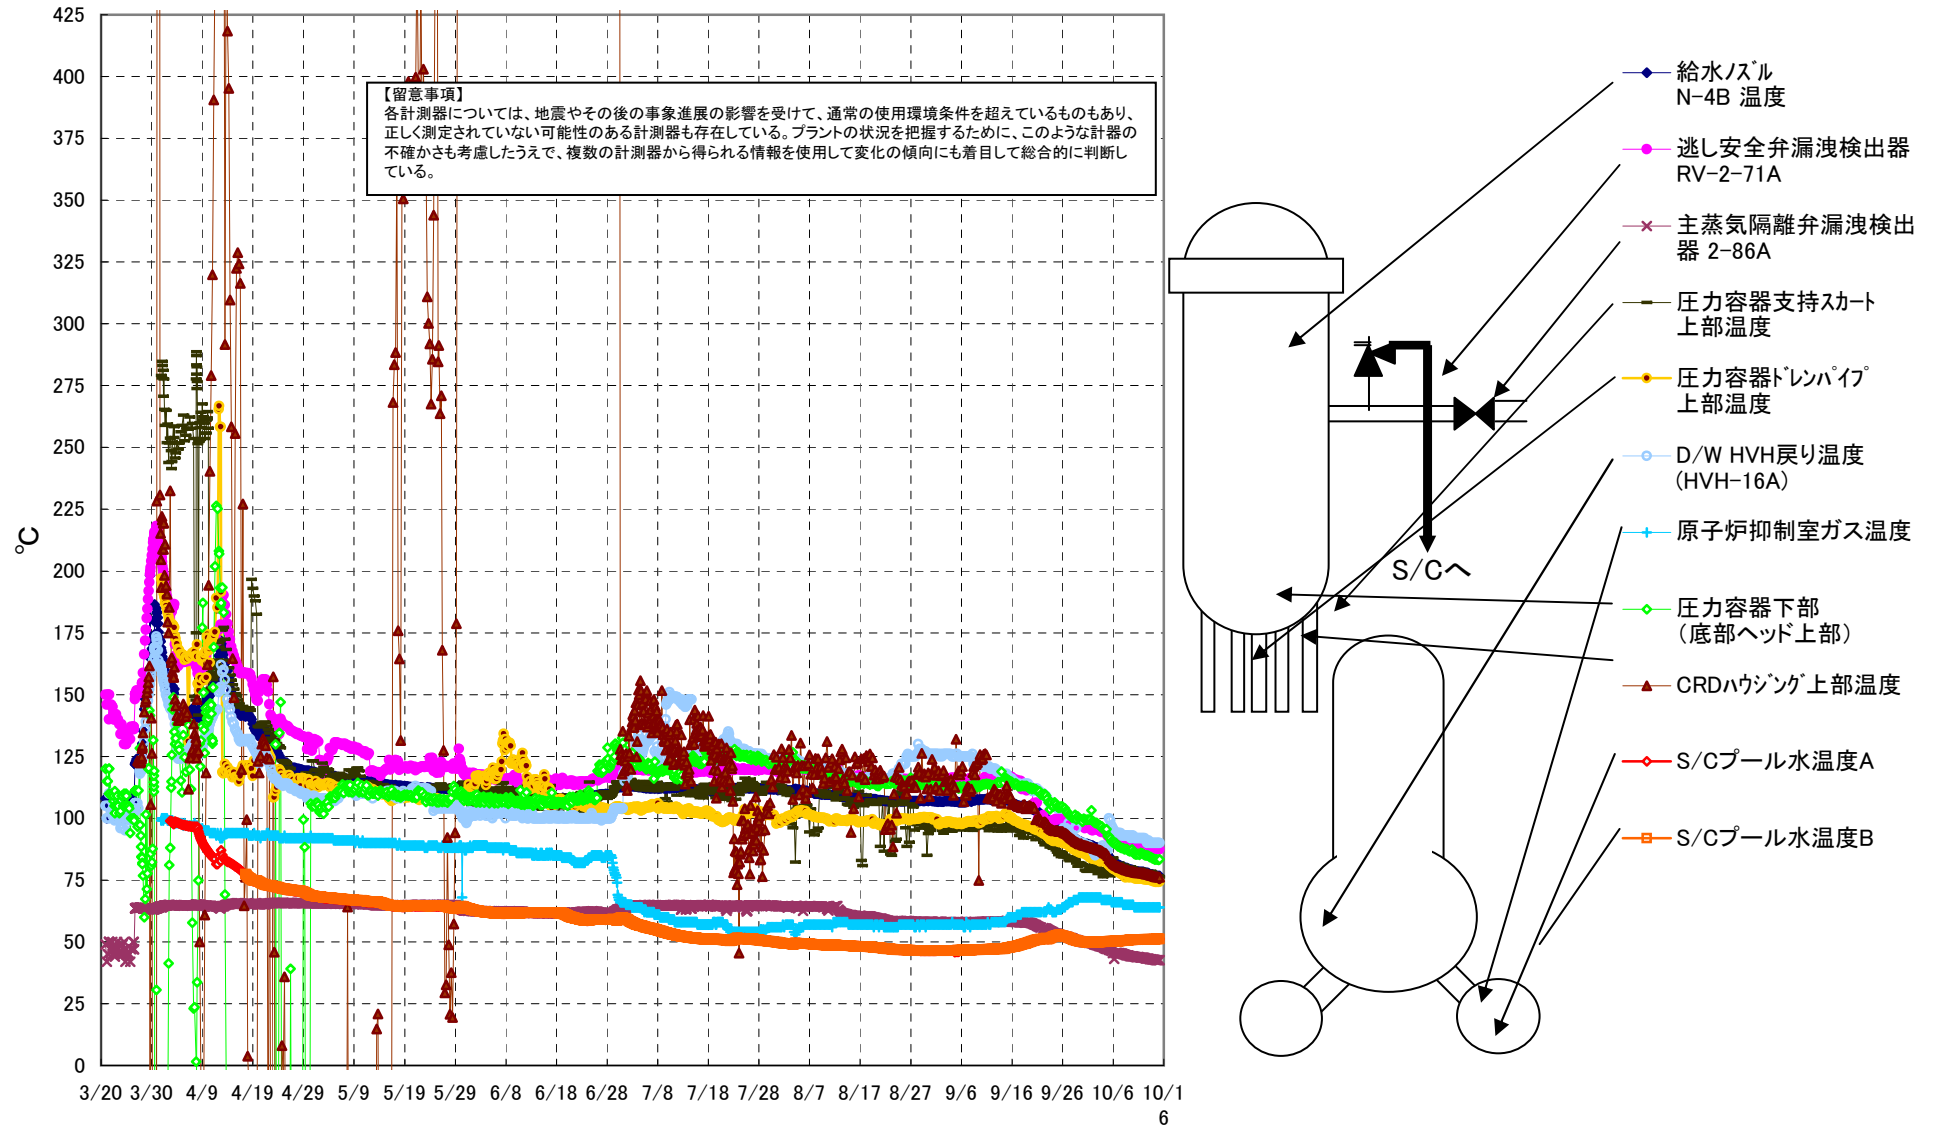 425
400
375
350
325
300
275
250
225
200
175
150
125
100
75
50
25
0
℃
3/20 3/30 4/9 4/19 4/29 5/9 5/19 5/29 6/8 6/18 6/28 7/8 7/18 7/28 8/7 8/17 8/27 9/6 9/16 9/26 10/6 10/1
6
【留意事項】
各計測器については、地震やその後の事象進展の影響を受けて、通常の使用環境条件を超えているものもあり、
正しく測定されていない可能性のある計測器も存在している。プラントの状況を把握するために、このような計器の
不確かさも考慮したうえで、複数の計測器から得られる情報を使用して変化の傾向にも着目して総合的に判断し
ている。
S/Cへ
給水ﾉｽﾞﾙ
N-4B 温度
逃し安全弁漏洩検出器
RV-2-71A
主蒸気隔離弁漏洩検出
器 2-86A
圧力容器支持ｽｶｰﾄ
上部温度
圧力容器ﾄﾞﾚﾝﾊﾟｲﾌﾟ
上部温度
D/W HVH戻り温度
(HVH-16A)
原子炉抑制室ガス温度
圧力容器下部
（底部ヘッド上部）
CRDﾊｳｼﾞﾝｸﾞ上部温度
S/Cプール水温度A
S/Cプール水温度B